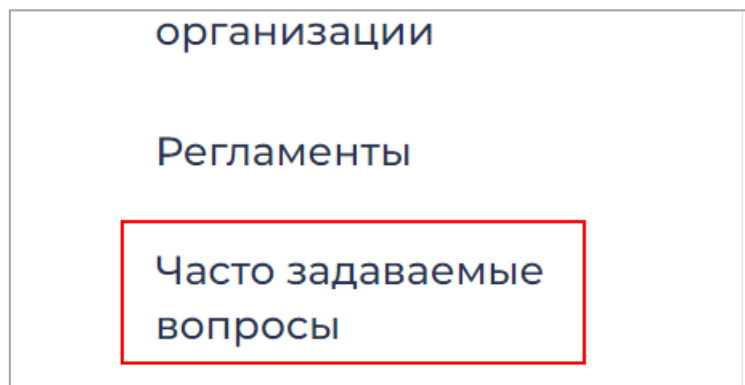 организации
Регламенты
Часто задаваемые
вопросы